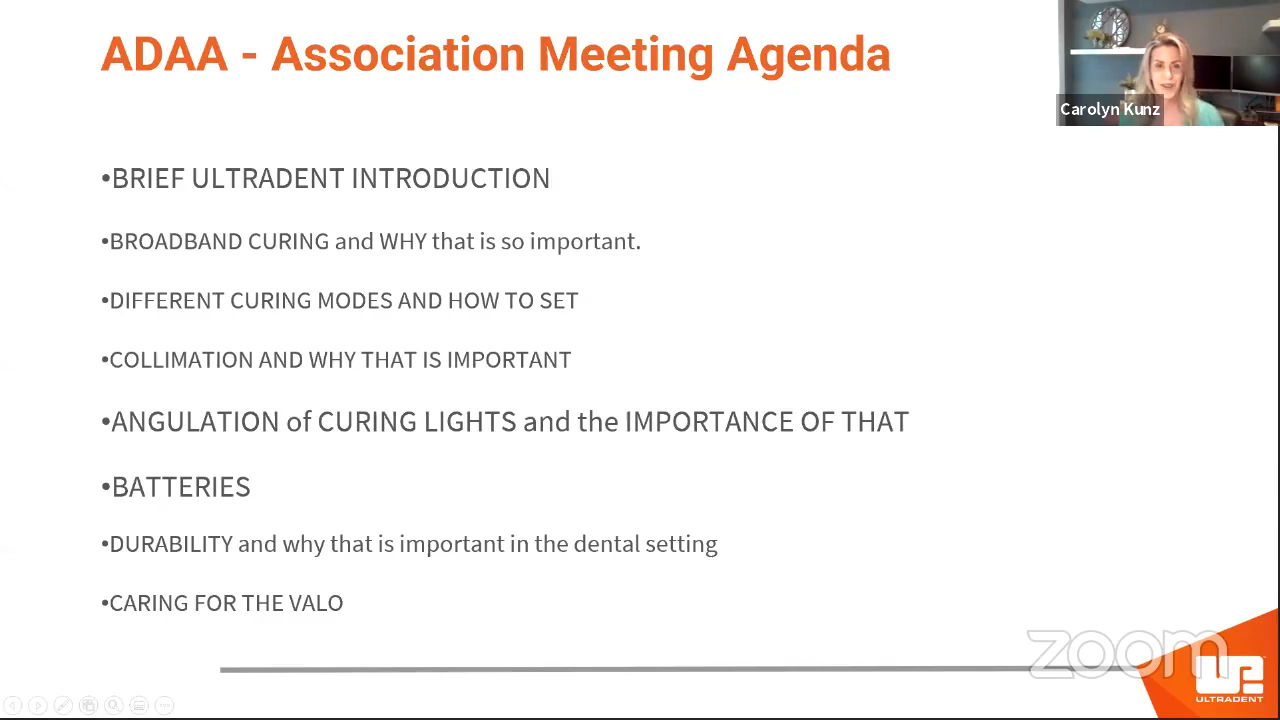 ADAA - Association Meeting Agenda
Carolyn Kunz
•BRIEF ULTRADENT INTRODUCTION
•BROADBAND CURING and WHY that is so important.
•DIFFERENT CURING MODES AND HOW TO SET
•COLLIMATION AND WHY THAT IS IMPORTANT
•ANGULATION of CURING LIGHTS and the IMPORTANCE OF THAT
•BATTERIES
•DURABILITY and why that is important in the dental setting
•CARING FOR THE VALO
zoom
ULTRADENT